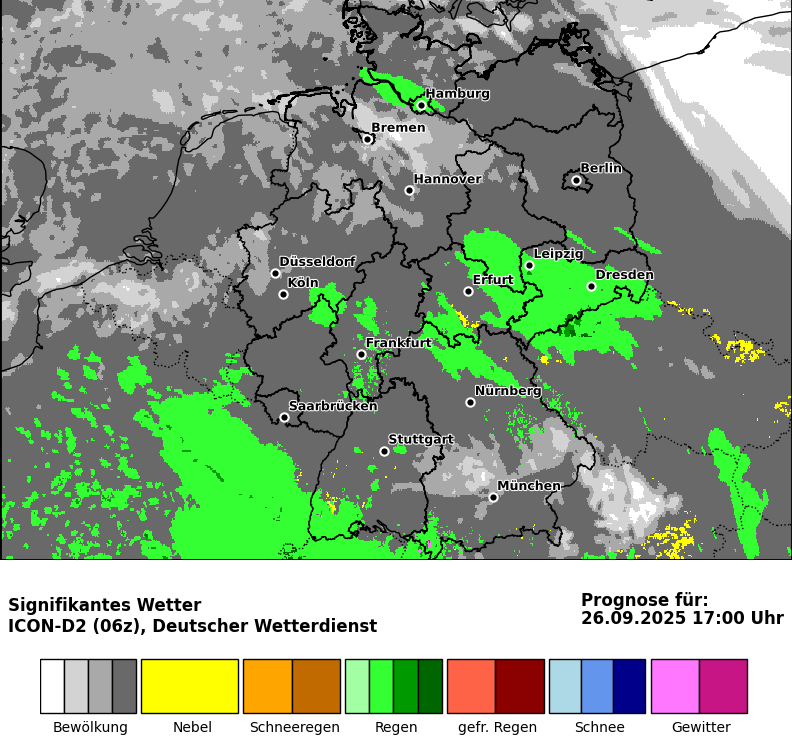 Hamburg
Bremen
Berlin
Hannover
Leipzig
Düsseldorf
Dresden
Köln
Erfurt
Frankfurt
Nürnberg
Saarbrücken
Stuttgart
München
Signifikantes Wetter
ICON-D2 (06z), Deutscher Wetterdienst
Prognose für:
26.09.2025 17:00 Uhr
Bewölkung
Nebel
Schneeregen
Regen
gefr. Regen
Schnee
Gewitter